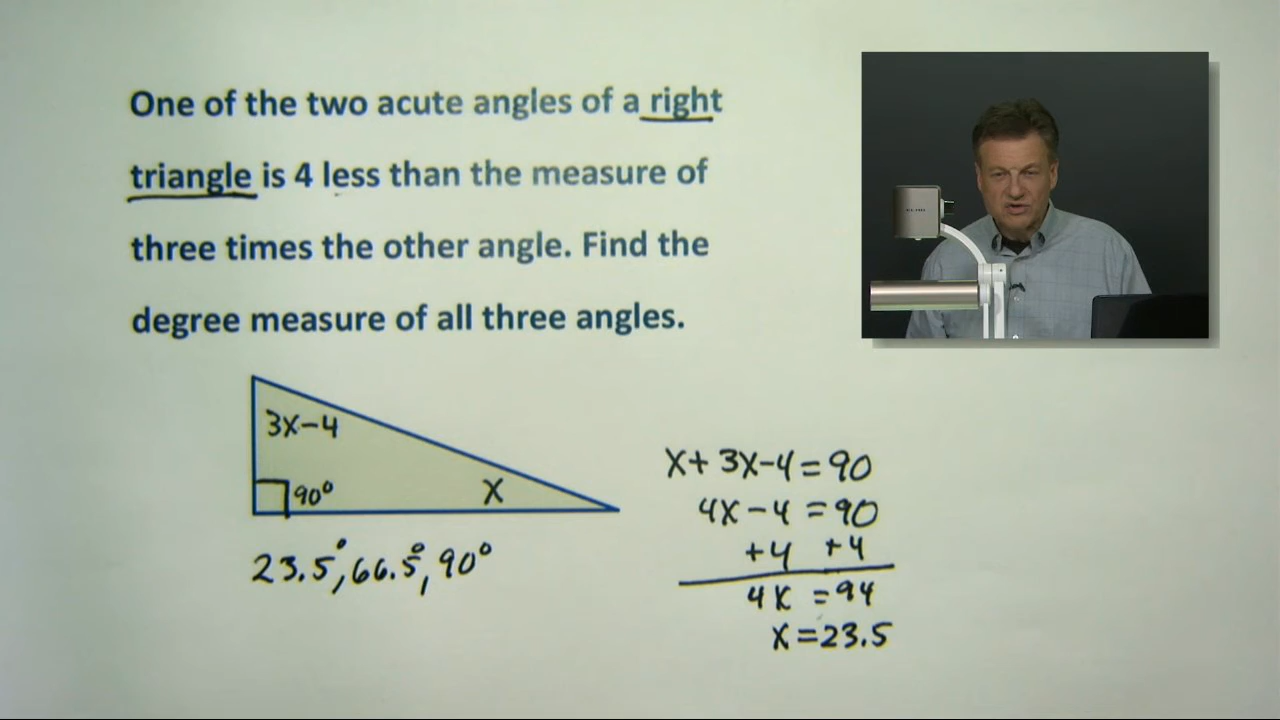 One of the two acute angles of a right
triangle is 4 less than the measure of
three times the other angle. Find the
degree measure of all three angles.
3x-4
90°
x
23.5°, 66.5°, 90°
x+3x-4=90
4x-4=90
+4 +4
4x=94
x=23.5